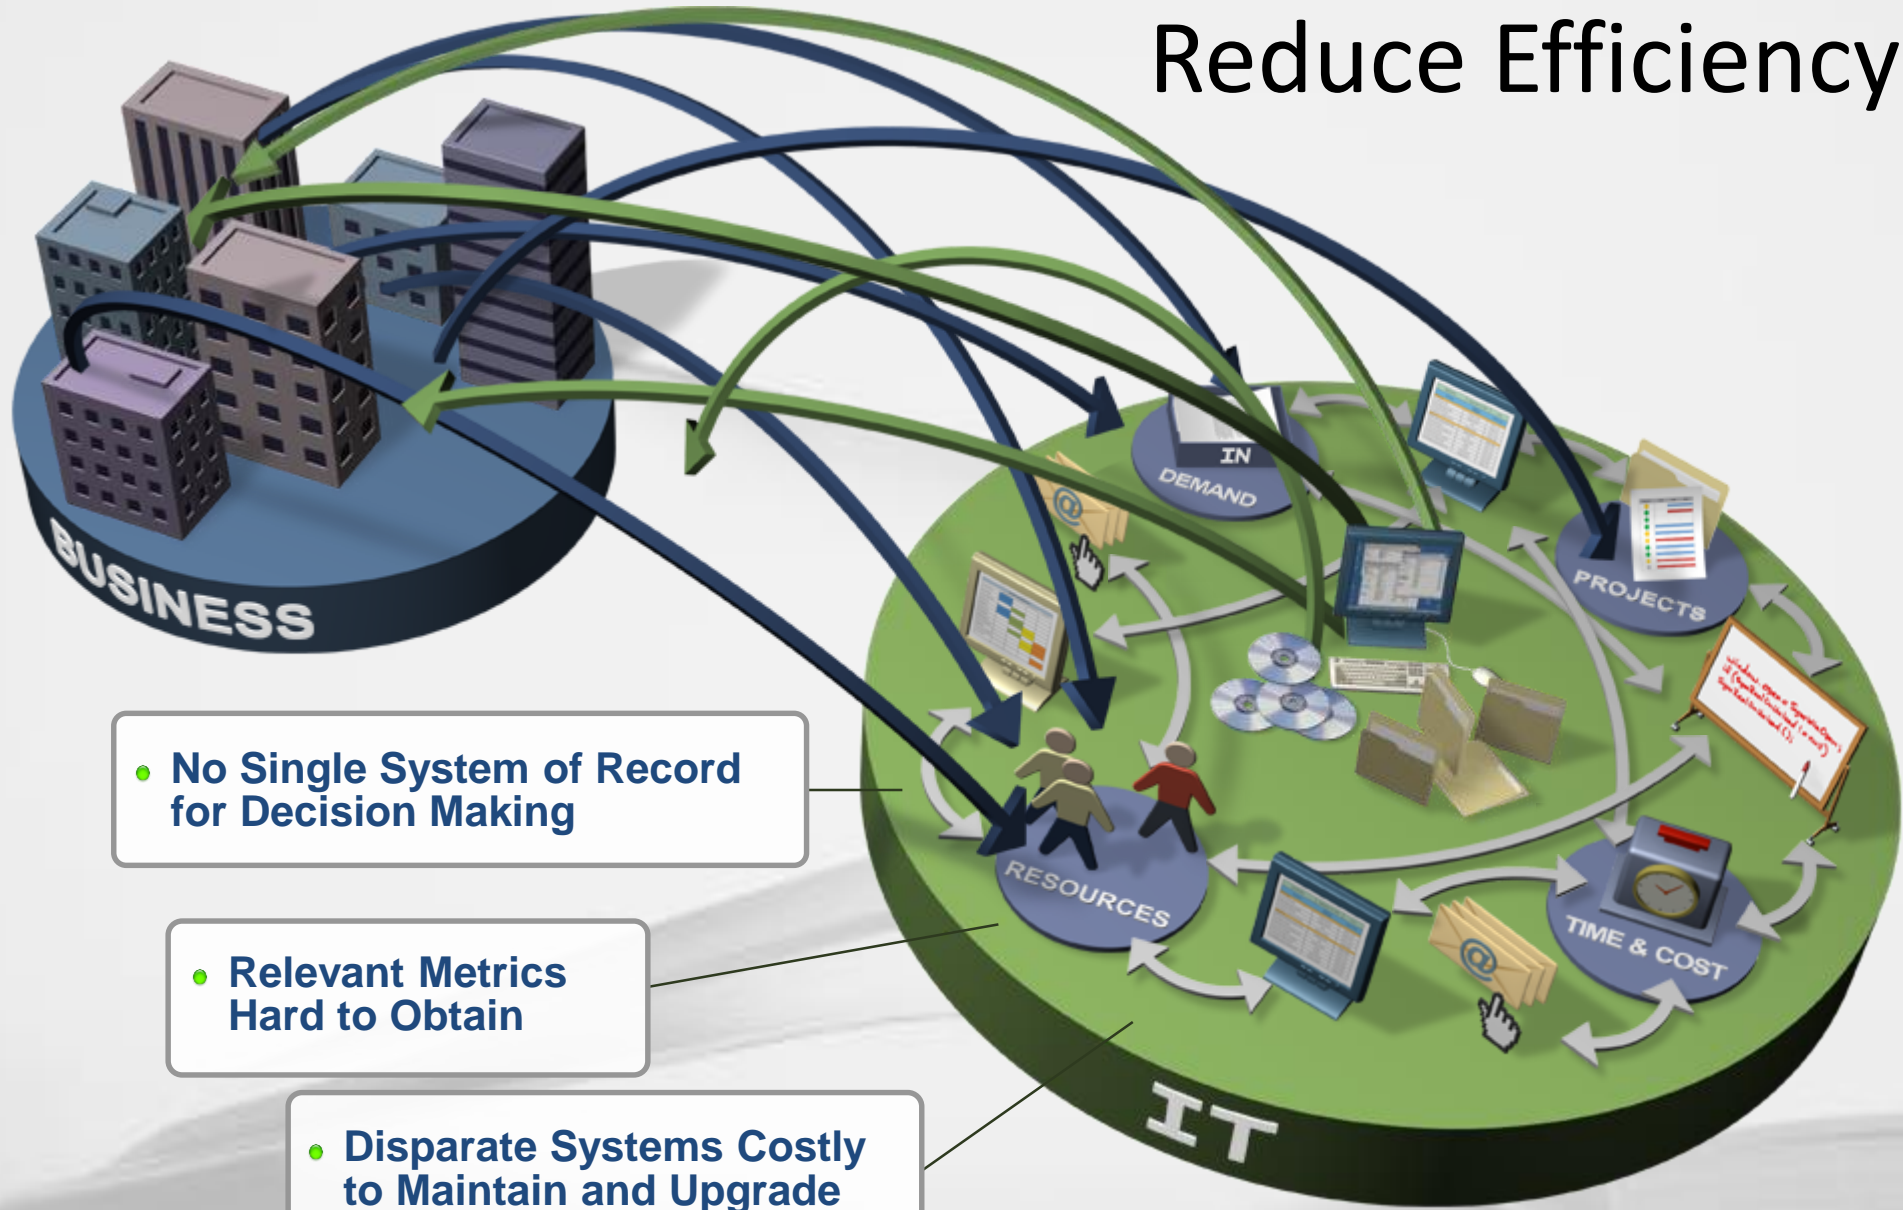 Reduce Efficiency
BUSINESS
IN
DEMAND
PROJECTS
RESOURCES
TIME & COST
IT
No Single System of Record
for Decision Making
Relevant Metrics
Hard to Obtain
Disparate Systems Costly
to Maintain and Upgrade